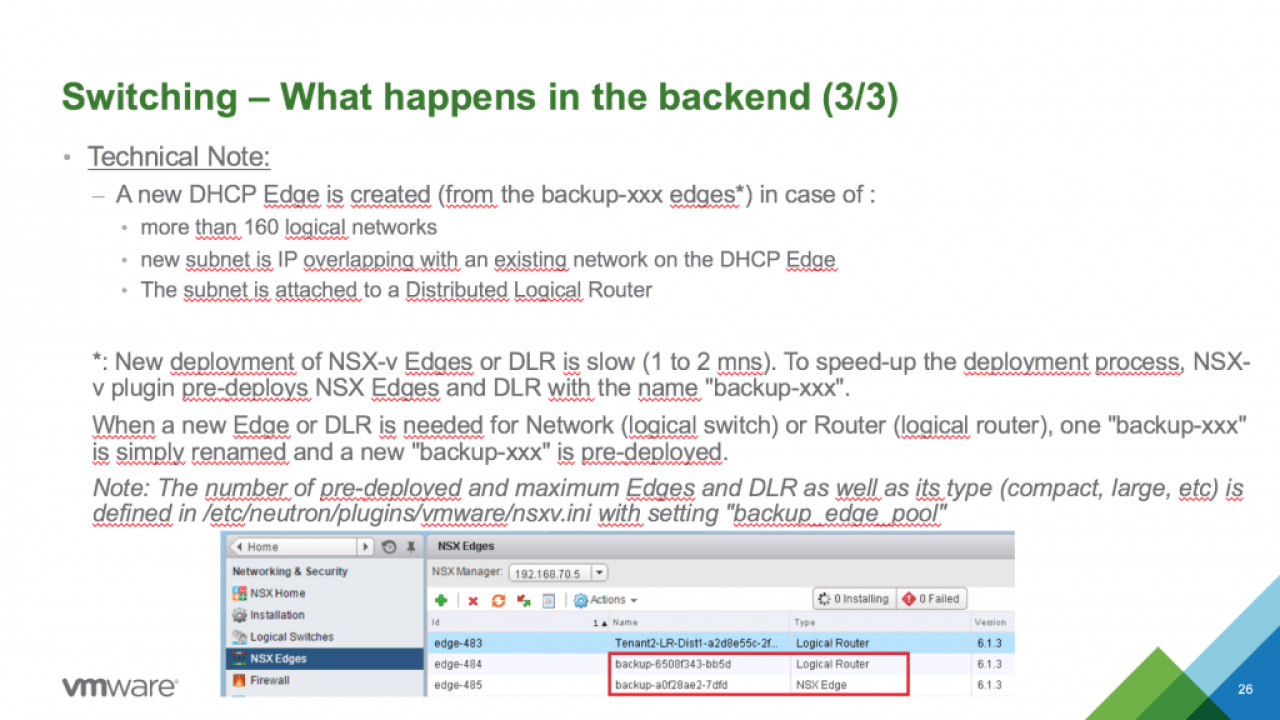 Switching – What happens in the backend (3/3)
• Technical Note:
– A new DHCP Edge is created (from the backup-xxx edges*) in case of :
• more than 160 logical networks
• new subnet is IP overlapping with an existing network on the DHCP Edge
• The subnet is attached to a Distributed Logical Router
*: New deployment of NSX-v Edges or DLR is slow (1 to 2 mns). To speed-up the deployment process, NSX-
v plugin pre-deploys NSX Edges and DLR with the name "backup-xxx".
When a new Edge or DLR is needed for Network (logical switch) or Router (logical router), one "backup-xxx"
is simply renamed and a new "backup-xxx" is pre-deployed.
Note: The number of pre-deployed and maximum Edges and DLR as well as its type (compact, large, etc) is
defined in /etc/neutron/plugins/vmware/nsxv.ini with setting "backup_edge_pool"
Home
Networking & Security
NSX Home
Installation
Logical Switches
NSX Edges
Firewall
NSX Edges
NSX Manager: 192.168.70.5
Actions
0 Installing 0 Failed
Id 1 ▲ Name Type Version
edge-483 Tenant2-LR-Dist1-a2d8e55c-2f... Logical Router 6.1.3
edge-484 backup-6508f343-bb5d Logical Router 6.1.3
edge-485 backup-a0f28ae2-7dfd NSX Edge 6.1.3
vmware®
26